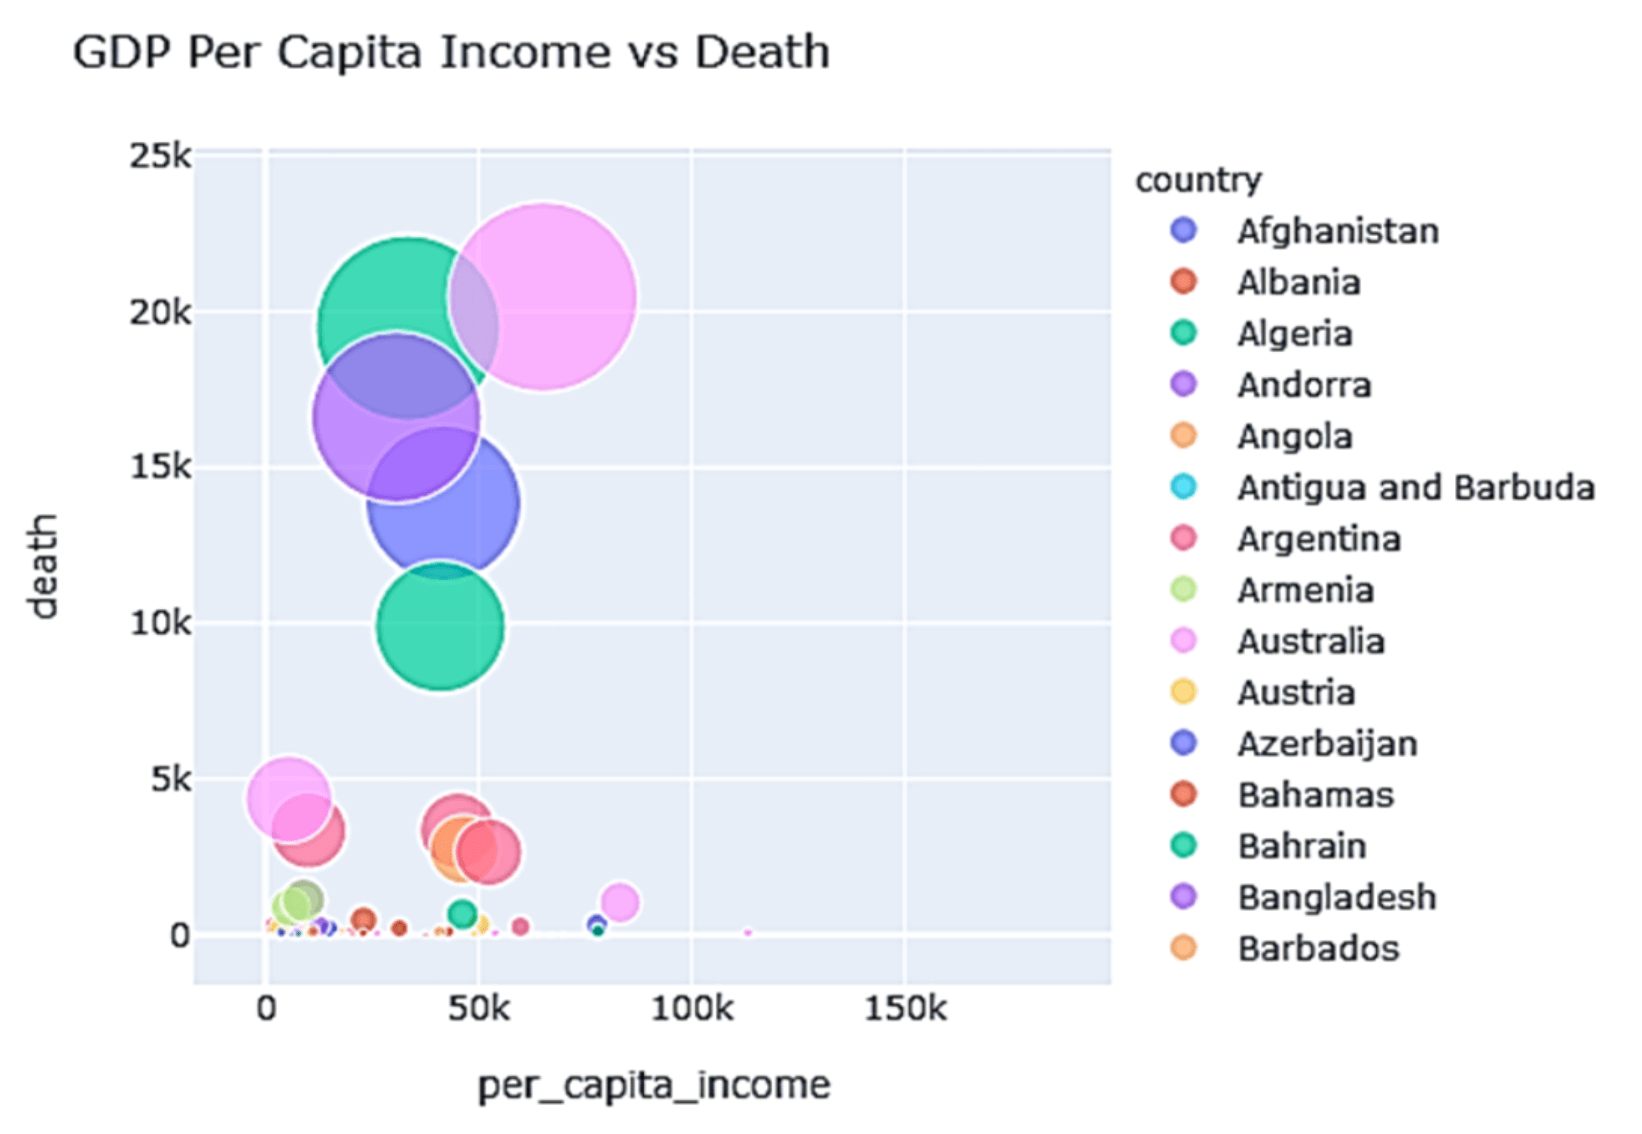 GDP Per Capita Income vs Death
25k
20k
15k
10k
5k
0
death
0 50k 100k 150k
per_capita_income
country
Afghanistan
Albania
Algeria
Andorra
Angola
Antigua and Barbuda
Argentina
Armenia
Australia
Austria
Azerbaijan
Bahamas
Bahrain
Bangladesh
Barbados